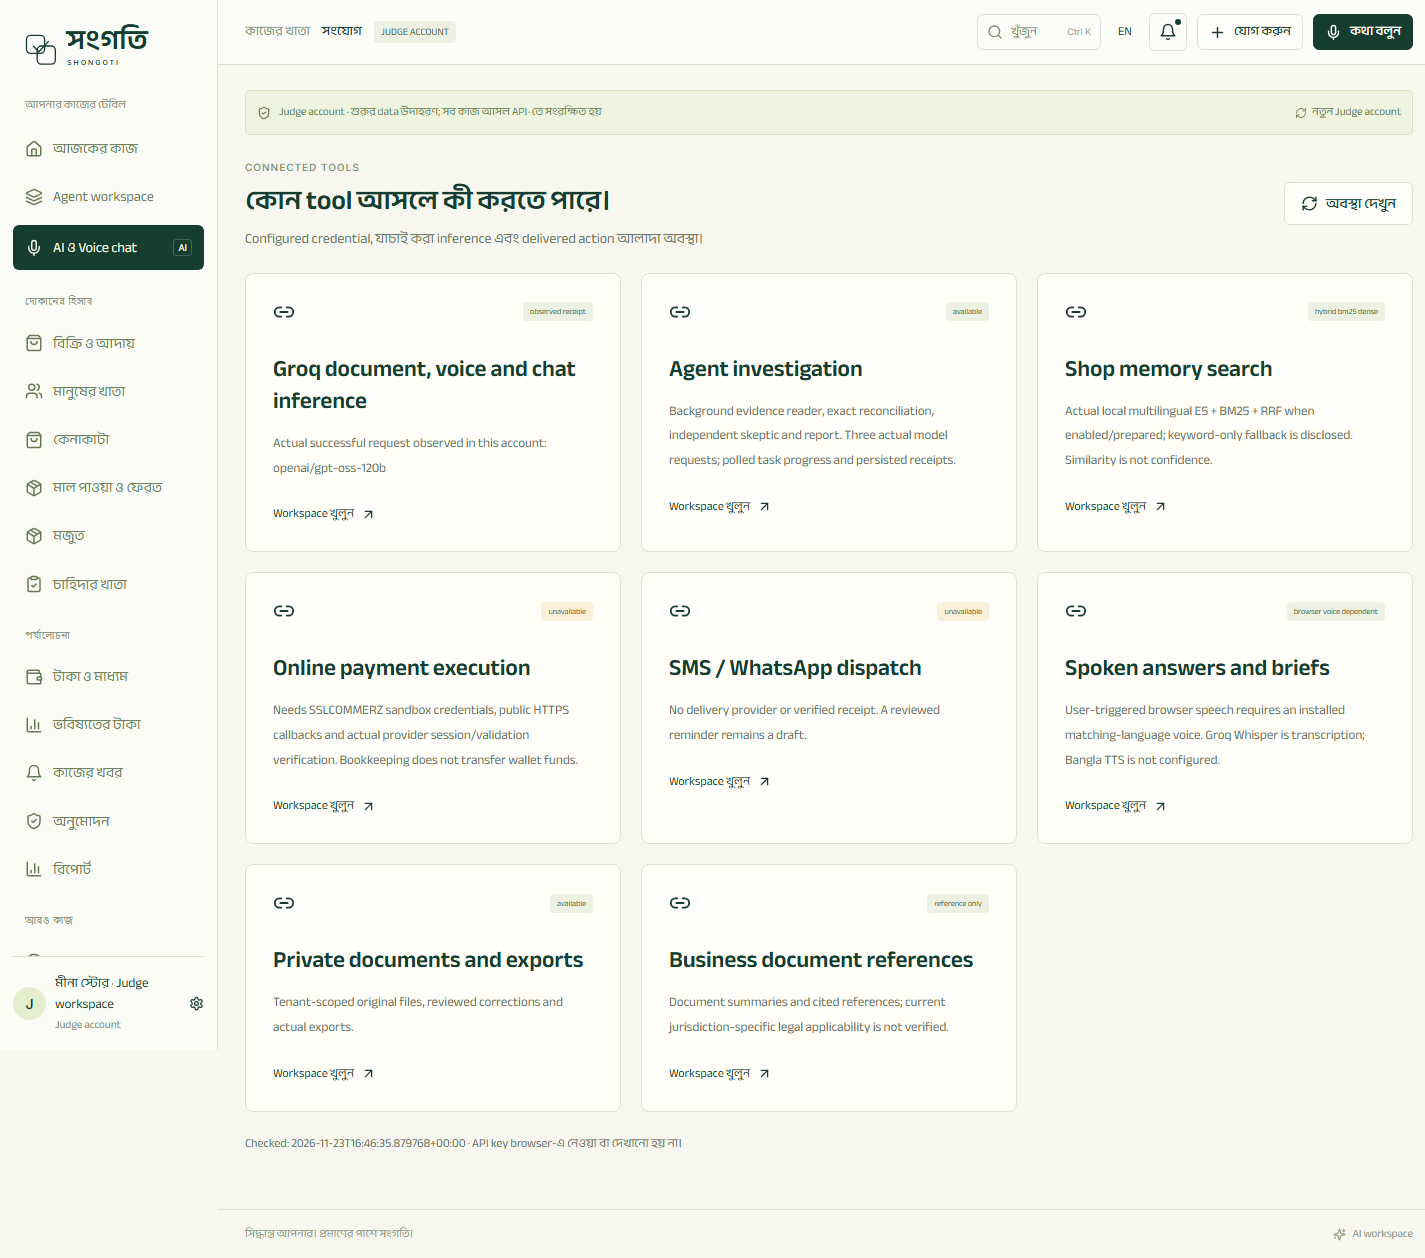 সংগতি
SHONGOTI
আপনার কাজের টেবিল
আজকের কাজ
Agent workspace
AI ও Voice chat
AI
দোকানের হিসাব
বিক্রি ও আদায়
মানুষের খাতা
কেনাকাটা
মাল পাওয়া ও ফেরত
মজুত
চাহিদার খাতা
পর্যালোচনা
টাকা ও মাধ্যম
ভবিষ্যতের টাকা
কাজের খবর
অনুমোদন
রিপোর্ট
আরও কাজ
J
মীনা স্টোর · Judge
workspace
Judge account
কাজের খাতা সংযোগ JUDGE ACCOUNT
খুঁজুন Ctrl K
EN
যোগ করুন
কথা বলুন
Judge account · শুরুর data উদাহরণ; সব কাজ আসল API-তে সংরক্ষিত হয়
নতুন Judge account
CONNECTED TOOLS
কোন tool আসলে কী করতে পারে।
Configured credential, যাচাই করা inference এবং delivered action আলাদা অবস্থা।
অবস্থা দেখুন
observed receipt
Groq document, voice and chat
inference
Actual successful request observed in this account:
openai/gpt-oss-120b
Workspace খুলুন
available
Agent investigation
Background evidence reader, exact reconciliation,
independent skeptic and report. Three actual model
requests; polled task progress and persisted receipts.
Workspace খুলুন
hybrid bm25 dense
Shop memory search
Actual local multilingual E5 + BM25 + RRF when
enabled/prepared; keyword-only fallback is disclosed.
Similarity is not confidence.
Workspace খুলুন
unavailable
Online payment execution
Needs SSLCOMMERZ sandbox credentials, public HTTPS
callbacks and actual provider session/validation
verification. Bookkeeping does not transfer wallet funds.
Workspace খুলুন
unavailable
SMS / WhatsApp dispatch
No delivery provider or verified receipt. A reviewed
reminder remains a draft.
Workspace খুলুন
browser voice dependent
Spoken answers and briefs
User-triggered browser speech requires an installed
matching-language voice. Groq Whisper is transcription;
Bangla TTS is not configured.
Workspace খুলুন
available
Private documents and exports
Tenant-scoped original files, reviewed corrections and
actual exports.
Workspace খুলুন
reference only
Business document references
Document summaries and cited references; current
jurisdiction-specific legal applicability is not verified.
Workspace খুলুন
Checked: 2026-11-23T16:46:35.879768+00:00 · API key browser-এ নেওয়া বা দেখানো হয় না।
সিদ্ধান্ত আপনার। প্রমাণের পাশে সংগতি।
AI workspace